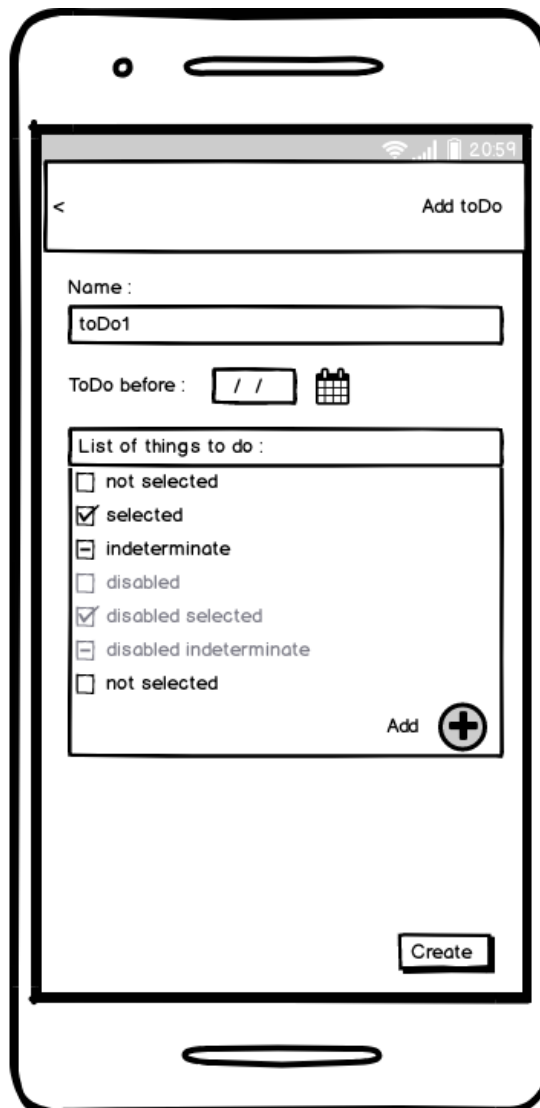 20:59
< Add toDo
Name :
toDo1
ToDo before : / /
List of things to do :
not selected
selected
indeterminate
disabled
disabled selected
disabled indeterminate
not selected
Add
Create